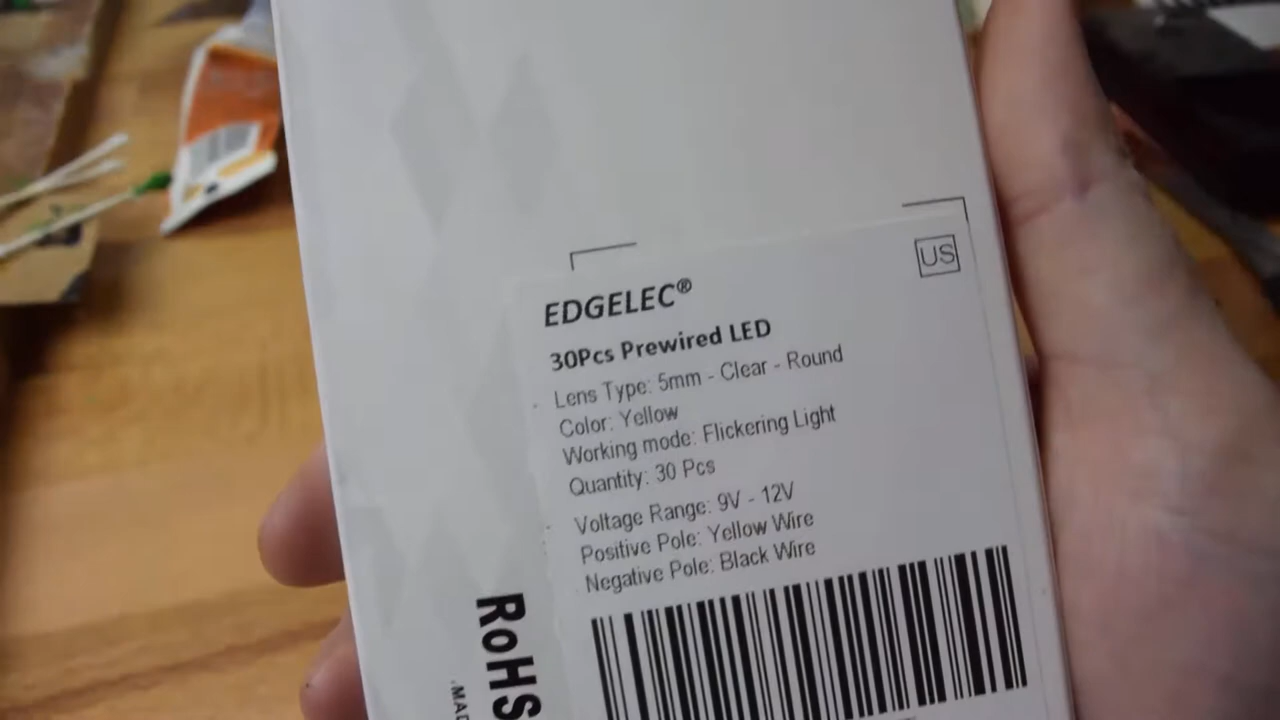 US
EDGELEC®
30Pcs Prewired LED
Lens Type: 5mm - Clear - Round
Color: Yellow
Working mode: Flickering Light
Quantity: 30 Pcs
Voltage Range: 9V - 12V
Positive Pole: Yellow Wire
Negative Pole: Black Wire
RoHS